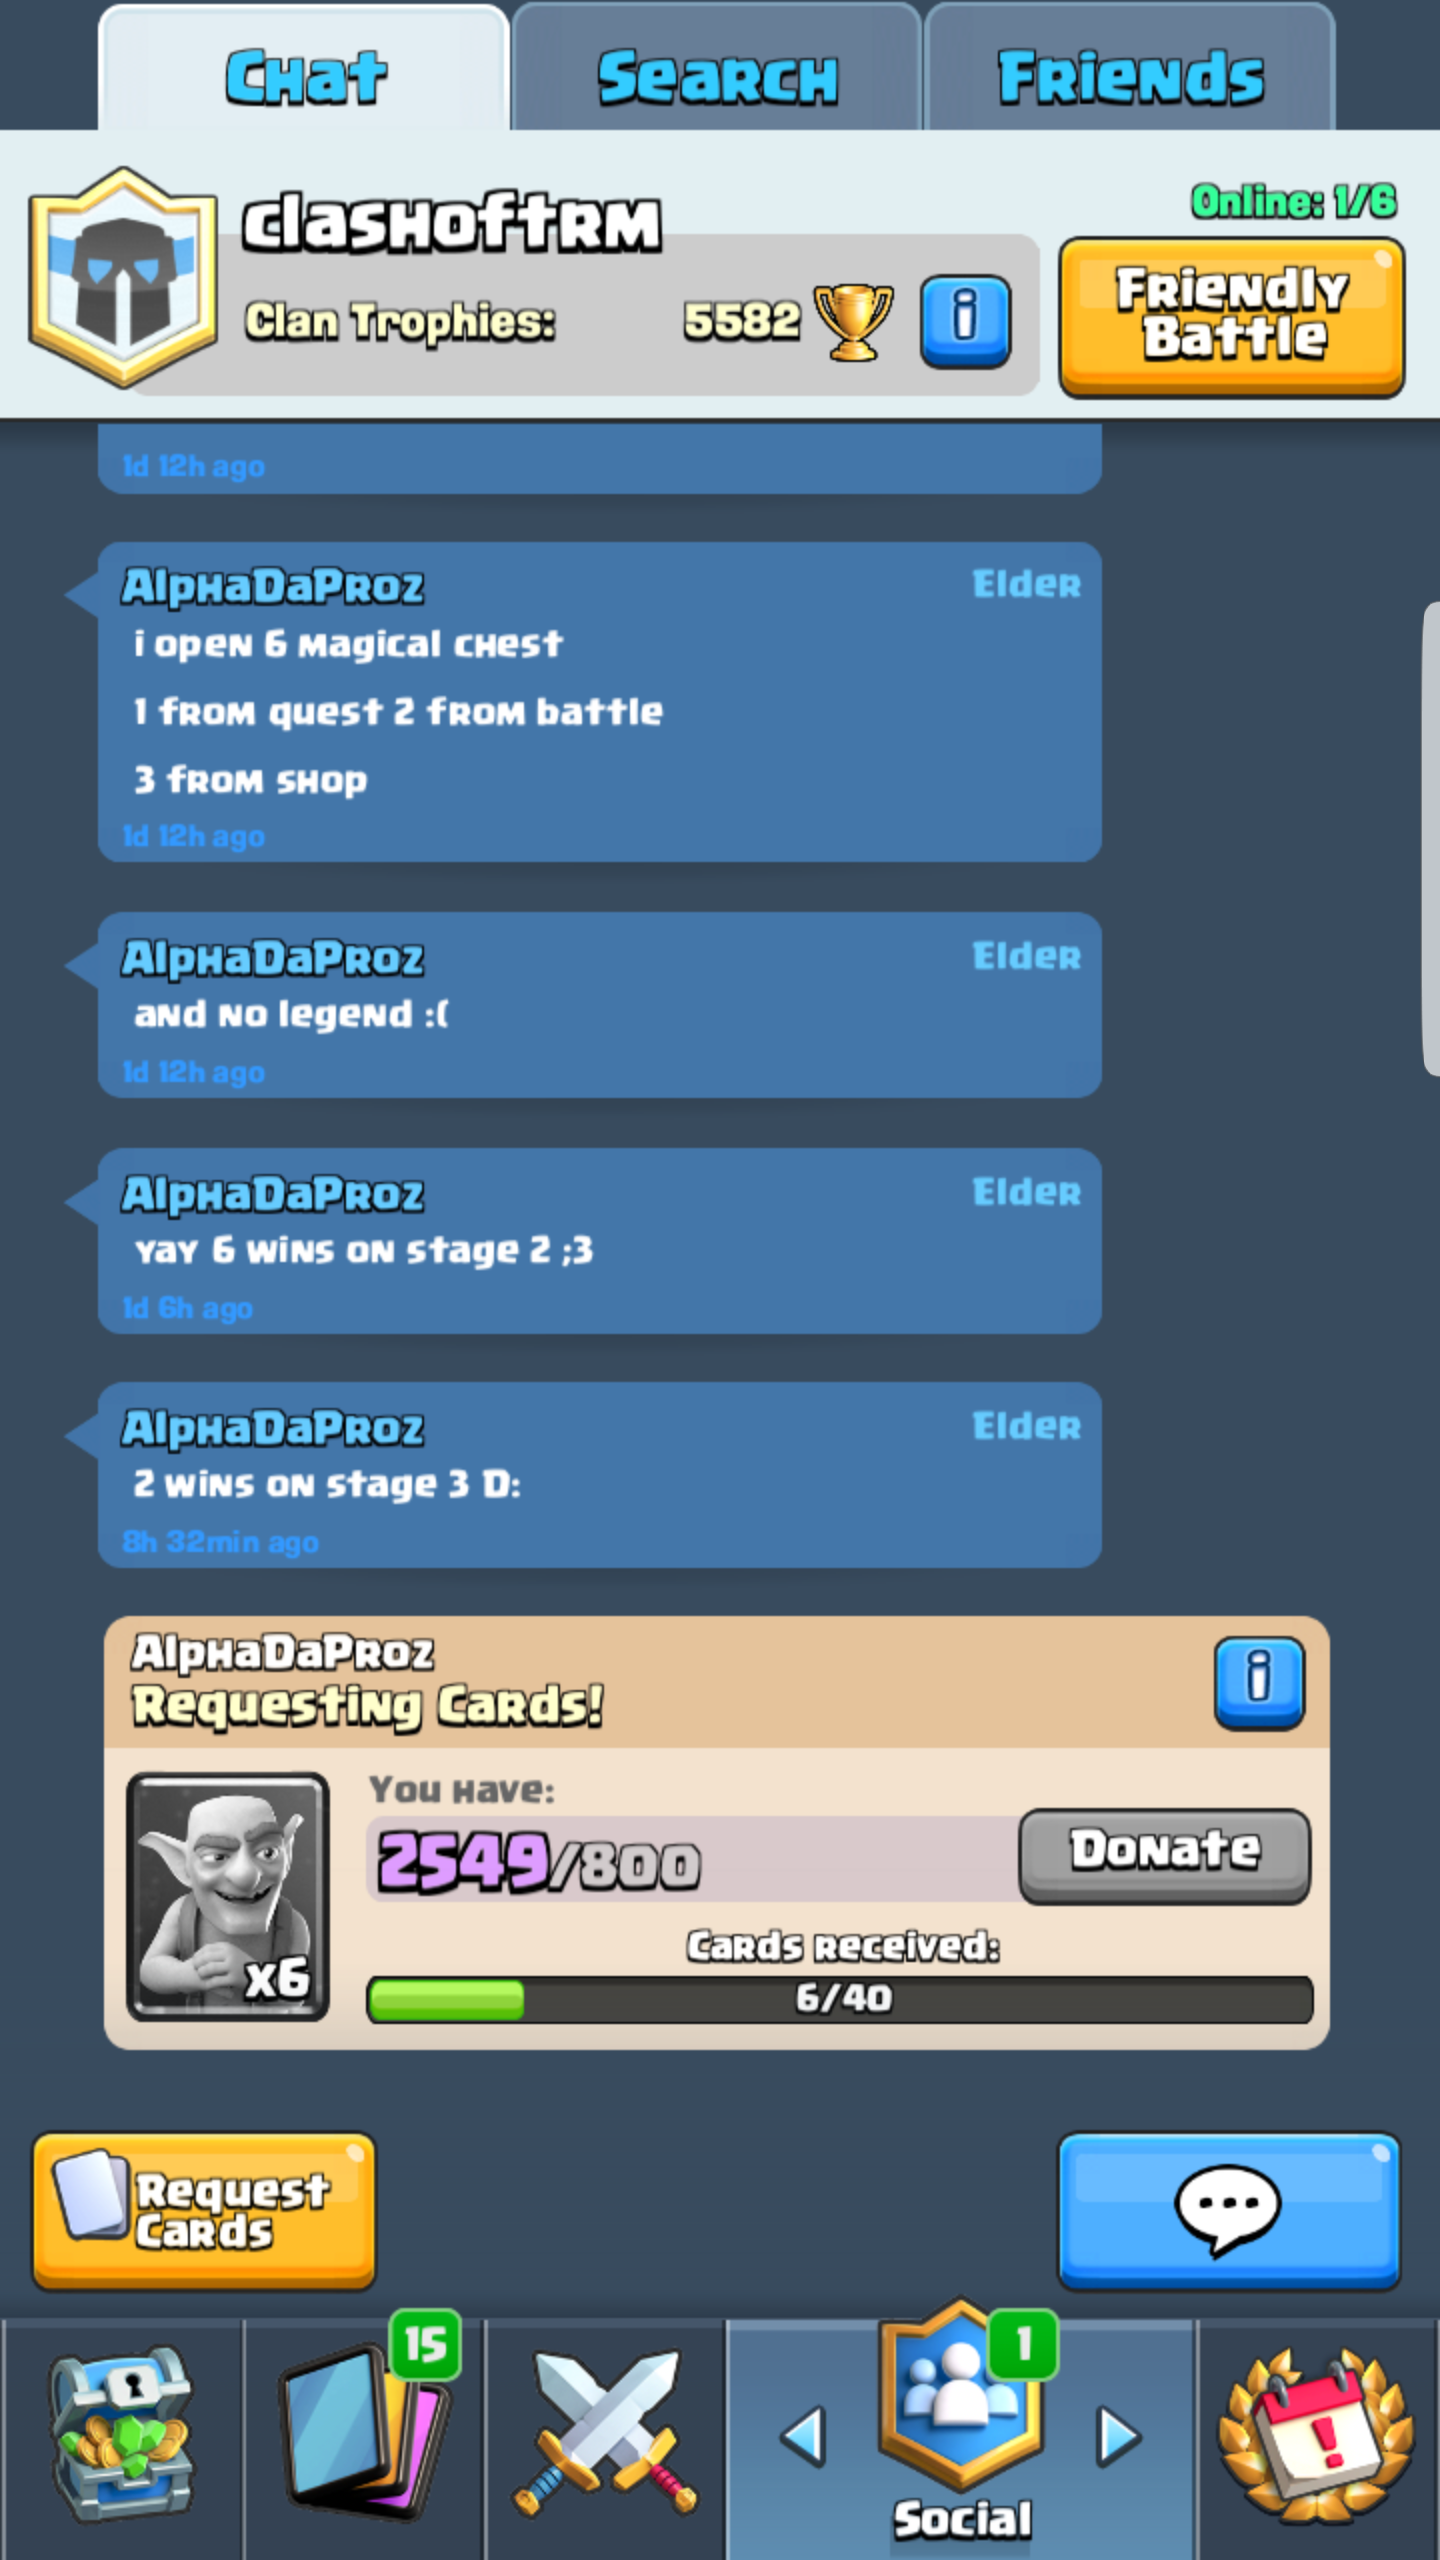 Chat
Search
Friends
clashoftrm
Online: 1/6
Clan Trophies: 5582
i
Friendly
Battle
1d 12h ago
AlphaDaProz Elder
i open 6 magical chest
1 from quest 2 from battle
3 from shop
1d 12h ago
AlphaDaProz Elder
and no legend :(
1d 12h ago
AlphaDaProz Elder
yay 6 wins on stage 2 ;3
1d 6h ago
AlphaDaProz Elder
2 wins on stage 3 D:
8h 32min ago
AlphaDaProz
Requesting Cards!
i
You have:
2549/800
Donate
x6
Cards received:
6/40
Request
Cards
...
15
1
!
Social